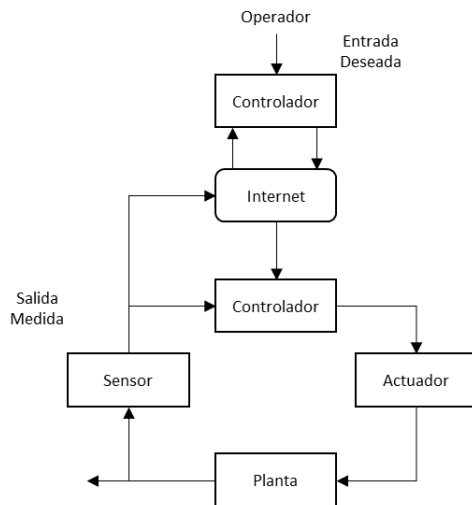 Operador
Entrada
Deseada
Controlador
Internet
Controlador
Salida
Medida
Sensor
Actuador
Planta